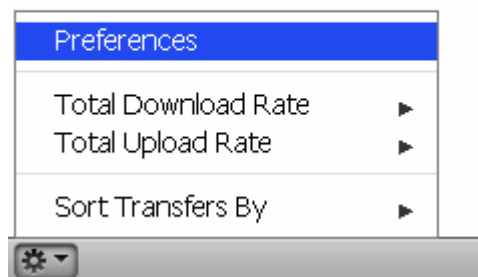 Preferences
Total Download Rate
Total Upload Rate
Sort Transfers By